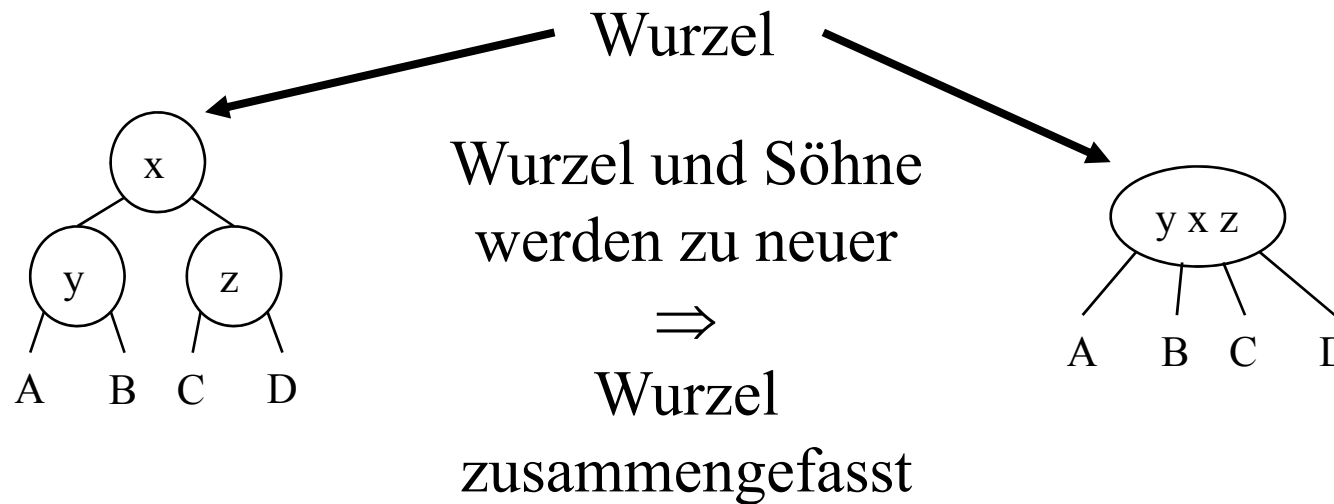 Wurzel
x
Wurzel und Söhne
werden zu neuer
⇒
Wurzel
zusammengefasst
y z
A B C D
y x z
A B C D